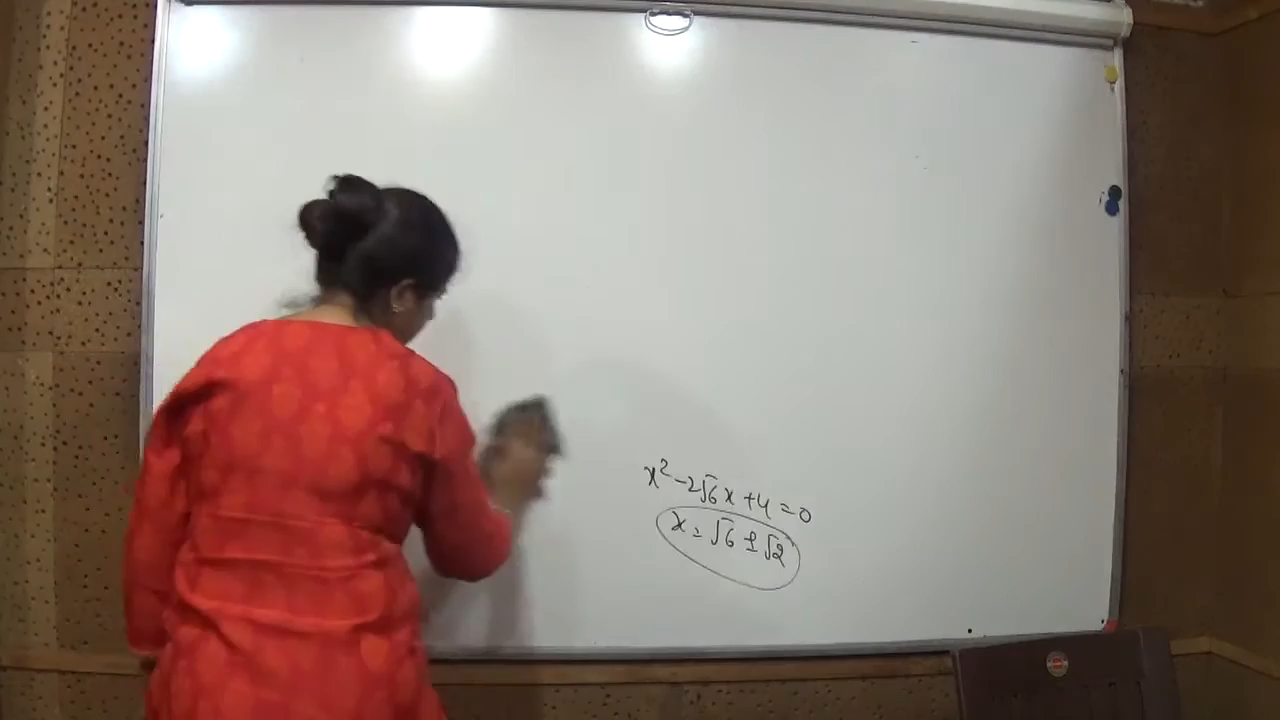 x² - 2√6 x + 4 = 0
x = √6 ± √2